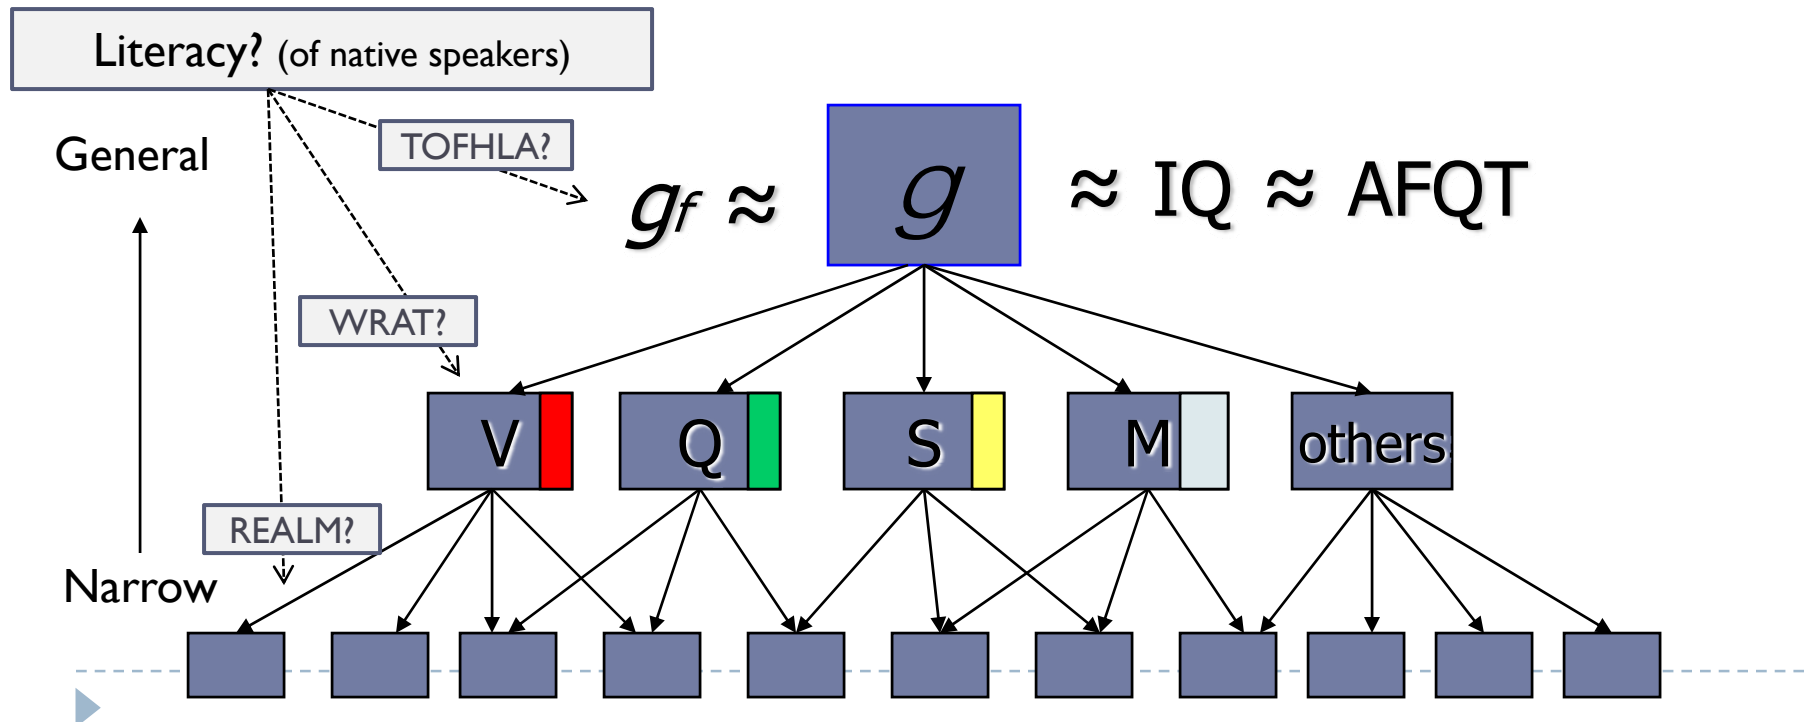 Literacy? (of native speakers)
General
TOFHLA?
gf ≈ g ≈ IQ ≈ AFQT
WRAT?
V Q S M others
REALM?
Narrow